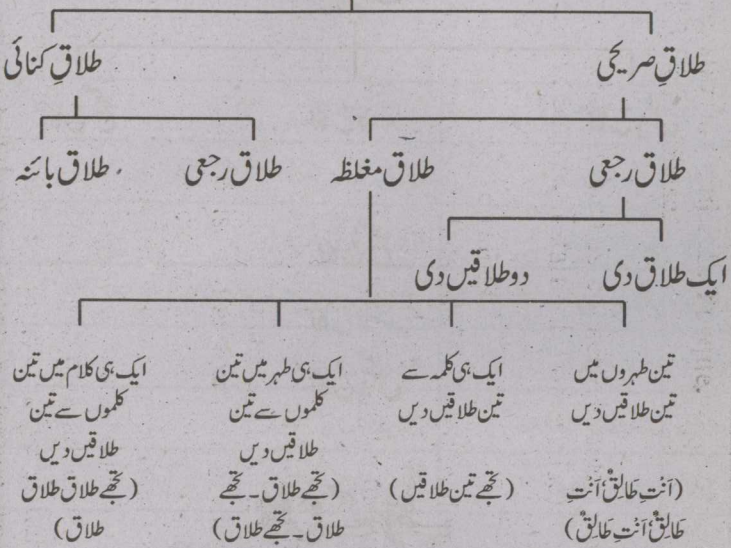 طلاقِ صریحی
طلاقِ کنائی
طلاق رجعی
طلاق مغلظہ
طلاق رجعی
طلاق بائنہ
ایک طلاق دی
دو طلاقیں دی
تین طہروں میں
تین طلاقیں دیں
(اَنْتِ طَالِقٌ، اَنْتِ
طَالِقٌ، اَنْتِ طَالِقٌ)
ایک ہی کلمہ سے
تین طلاقیں دیں
(تجھے تین طلاقیں)
ایک ہی طہر میں تین
کلموں سے تین
طلاقیں دیں
(تجھے طلاق۔ تجھے
طلاق۔ تجھے طلاق)
ایک ہی کلام میں تین
کلموں سے تین
طلاقیں دیں
(تجھے طلاق طلاق
طلاق)